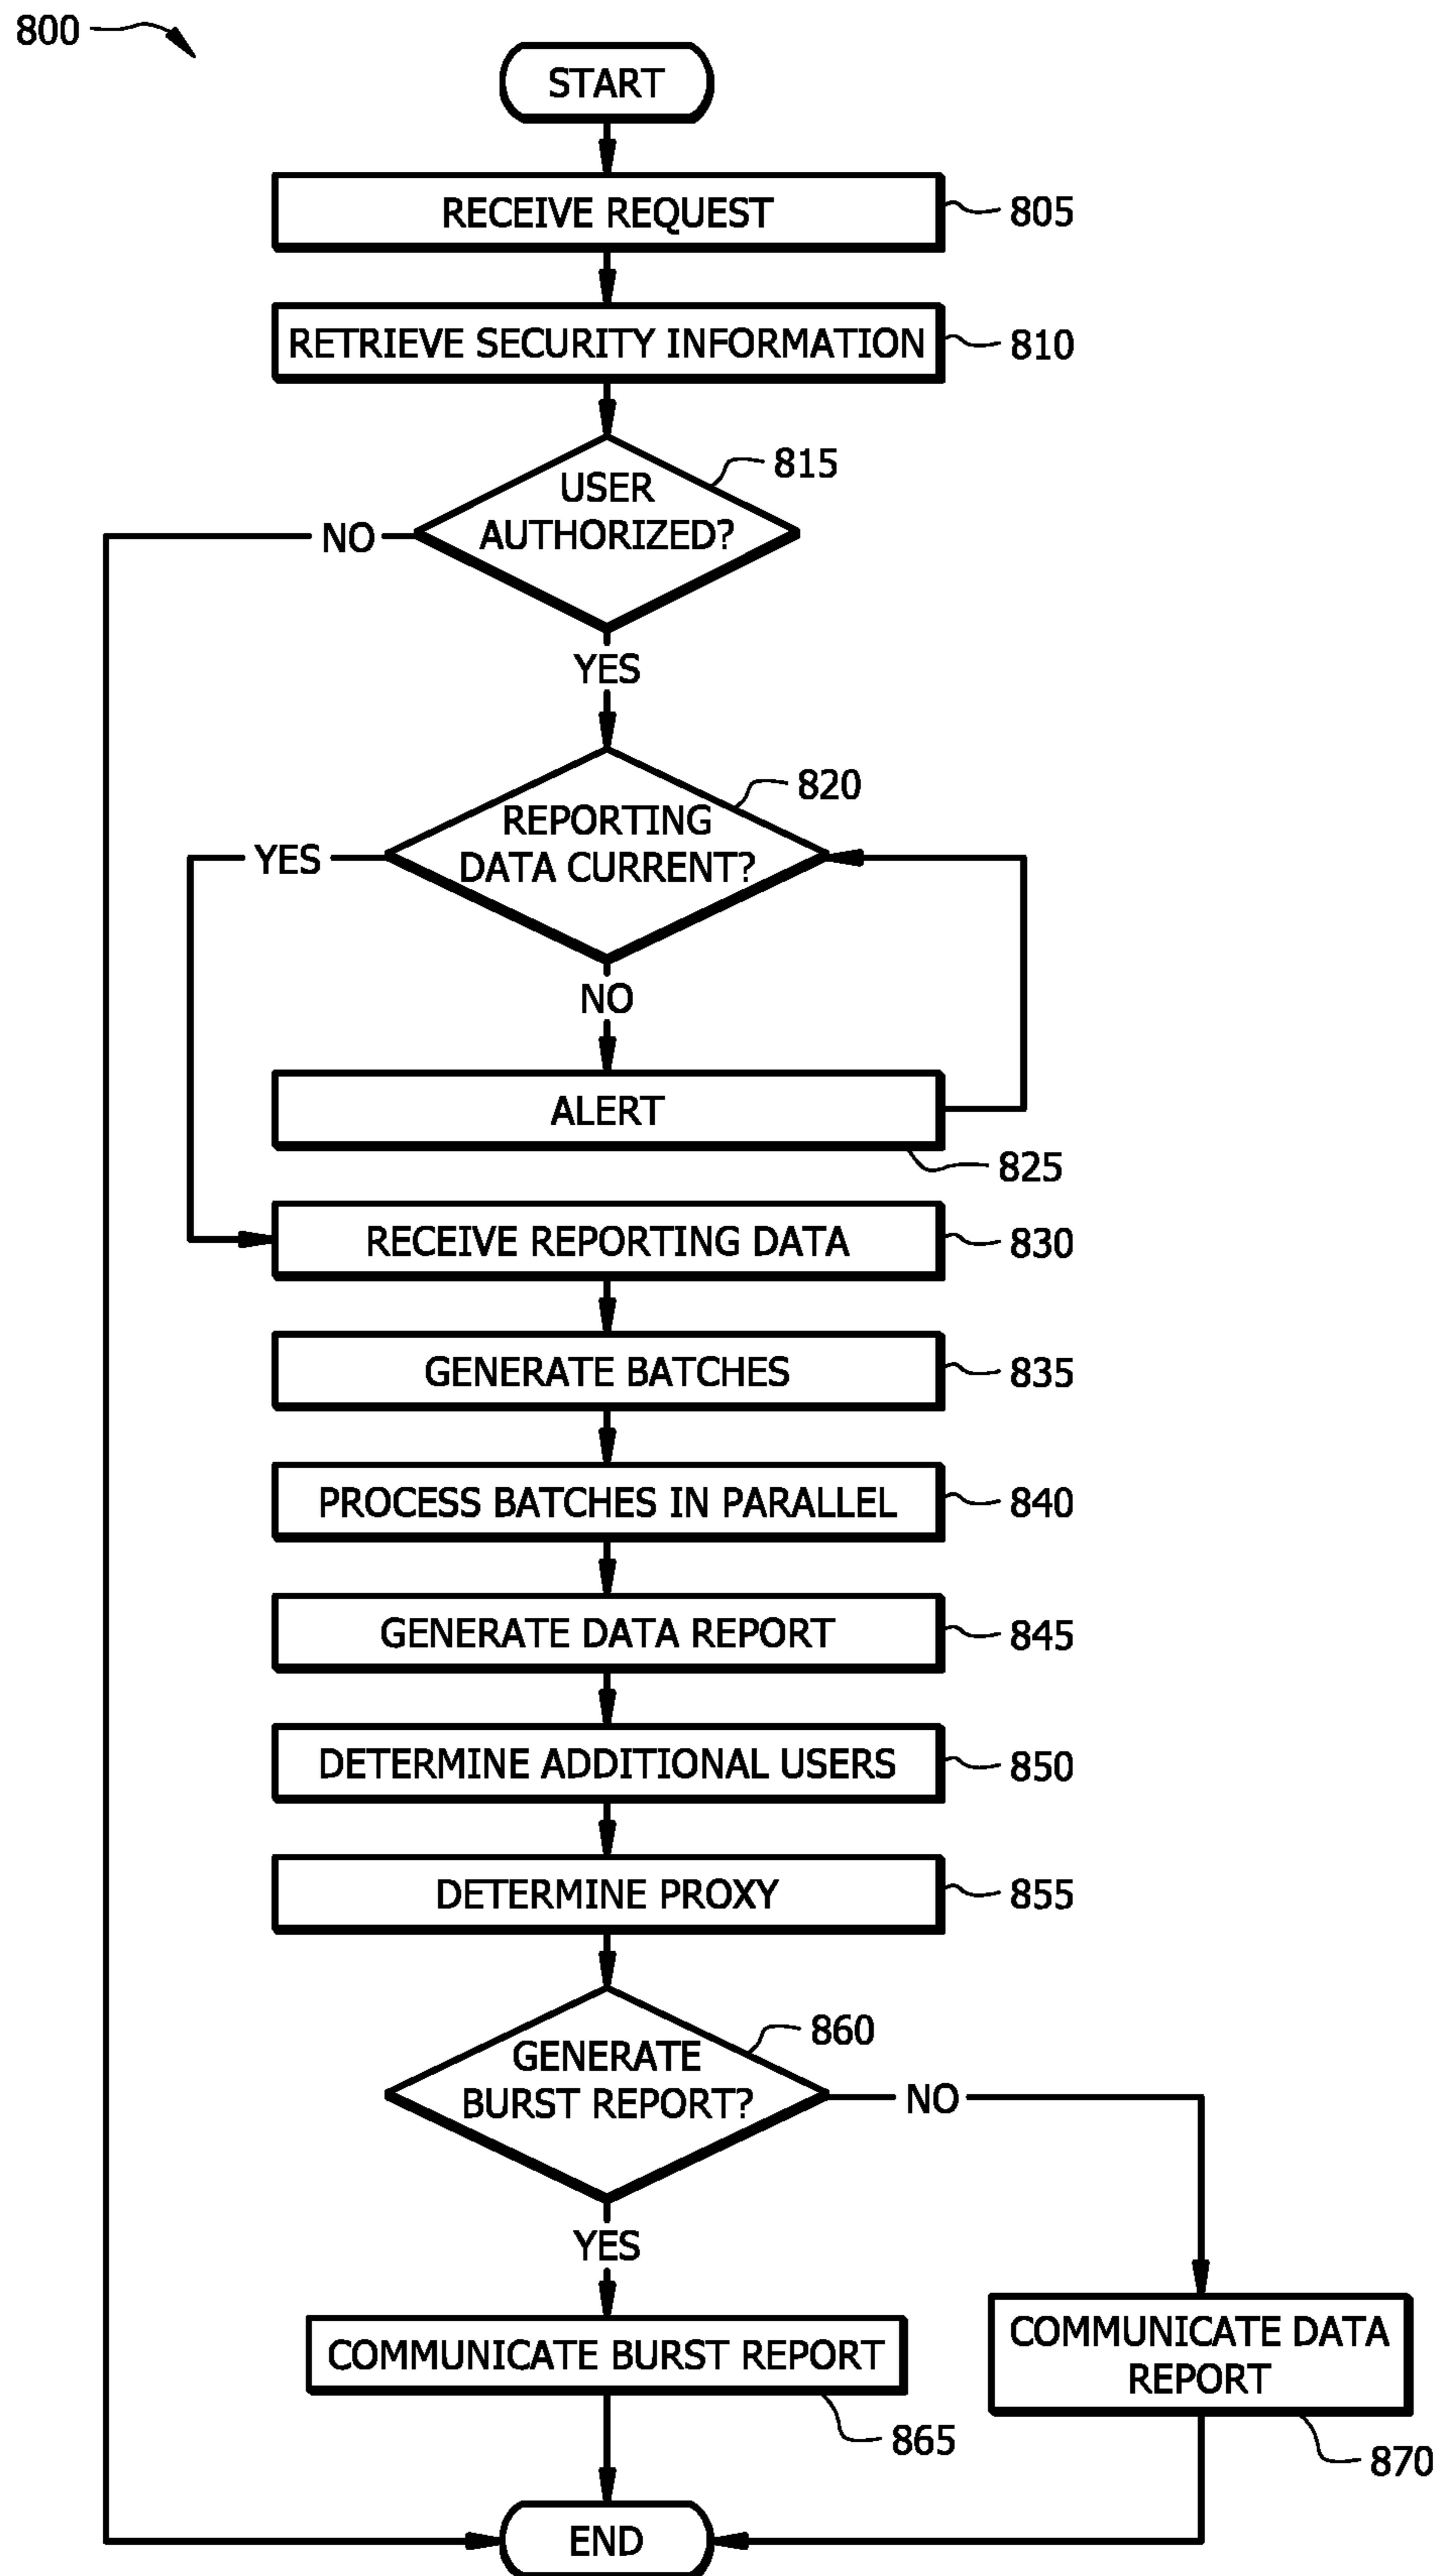 800
START
RECEIVE REQUEST
805
RETRIEVE SECURITY INFORMATION
810
815
USER
AUTHORIZED?
NO
YES
820
REPORTING
DATA CURRENT?
YES
NO
ALERT
825
RECEIVE REPORTING DATA
830
GENERATE BATCHES
835
PROCESS BATCHES IN PARALLEL
840
GENERATE DATA REPORT
845
DETERMINE ADDITIONAL USERS
850
DETERMINE PROXY
855
860
GENERATE
BURST REPORT?
NO
YES
COMMUNICATE BURST REPORT
865
COMMUNICATE DATA
REPORT
870
END